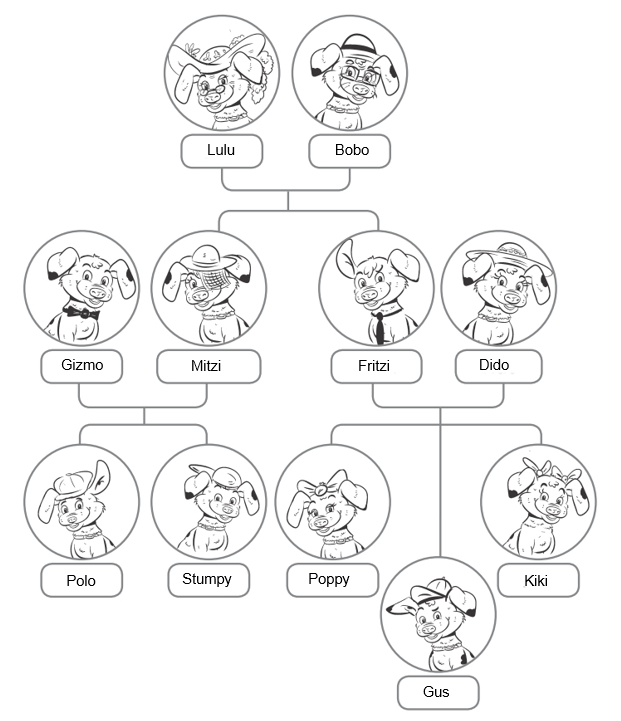 Lulu
Bobo
Gizmo
Mitzi
Fritzi
Dido
Polo
Stumpy
Poppy
Kiki
Gus